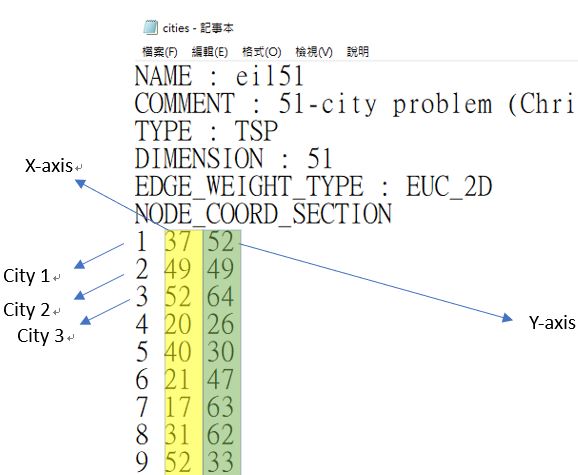 cities - 記事本
檔案(F) 編輯(E) 格式(O) 檢視(V) 說明
NAME : eil51
COMMENT : 51-city problem (Chri
TYPE : TSP
DIMENSION : 51
X-axis
EDGE_WEIGHT_TYPE : EUC_2D
NODE_COORD_SECTION
1 37 52
City 1
2 49 49
City 2
3 52 64
City 3
4 20 26
Y-axis
5 40 30
6 21 47
7 17 63
8 31 62
9 52 33